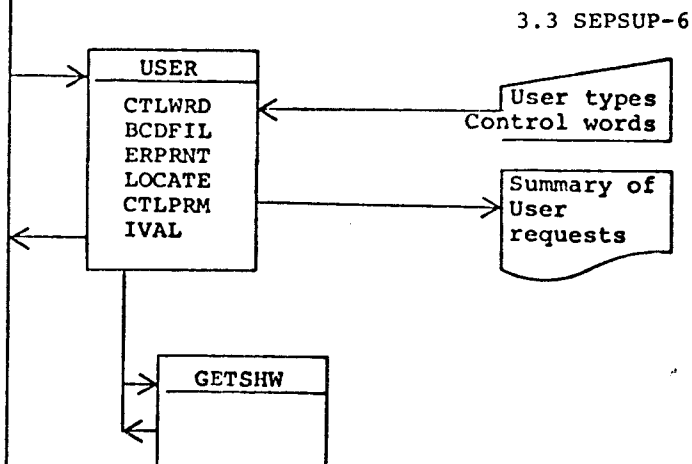 3.3 SEPSUP-6
USER
CTLWRD
BCDFIL
ERPRNT
LOCATE
CTLPRM
IVAL
User types
Control words
Summary of
User
requests
GETSHW